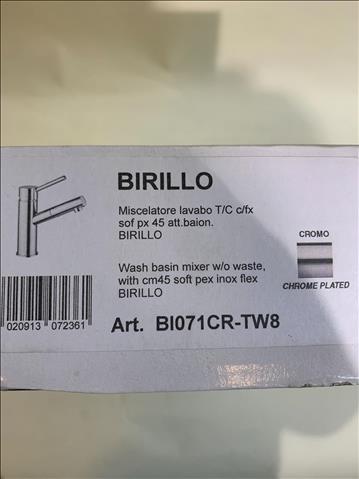 BIRILLO
Miscelatore lavabo T/C c/fx
sof px 45 att.baion.
BIRILLO
CROMO
CHROME PLATED
Wash basin mixer w/o waste,
with cm45 soft pex inox flex
BIRILLO
020913 072361
Art. BI071CR-TW8